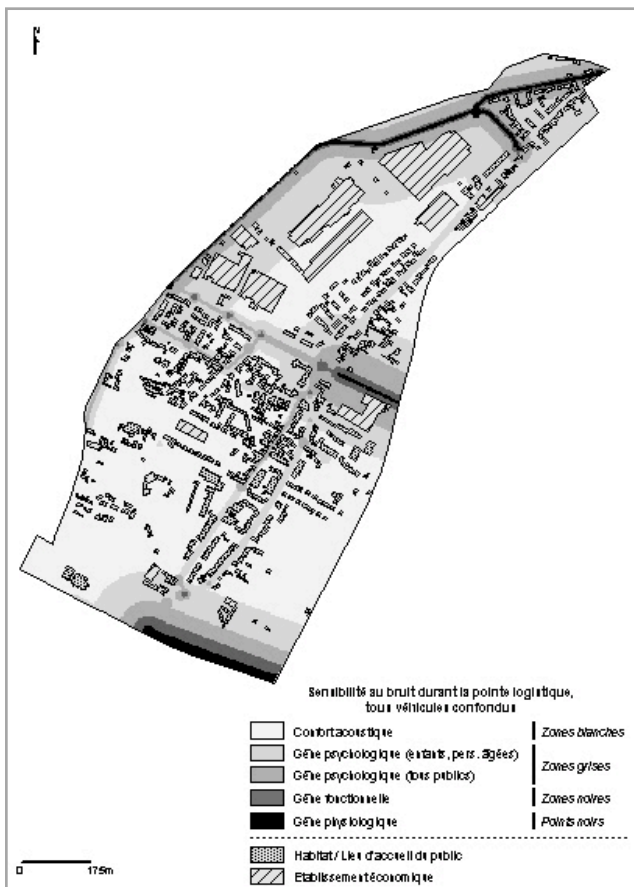 N
Sensibilité au bruit durant la pointe logistique,
tous véhicules confondus
Confort acoustique
Zones blanches
Gêne psychologique (enfants, pers. âgées)
Zones grises
Gêne psychologique (tous publics)
Gêne fonctionnelle
Zones noires
Gêne physiologique
Points noirs
Habitat / Lieu d'accueil du public
Etablissement économique
0 175m